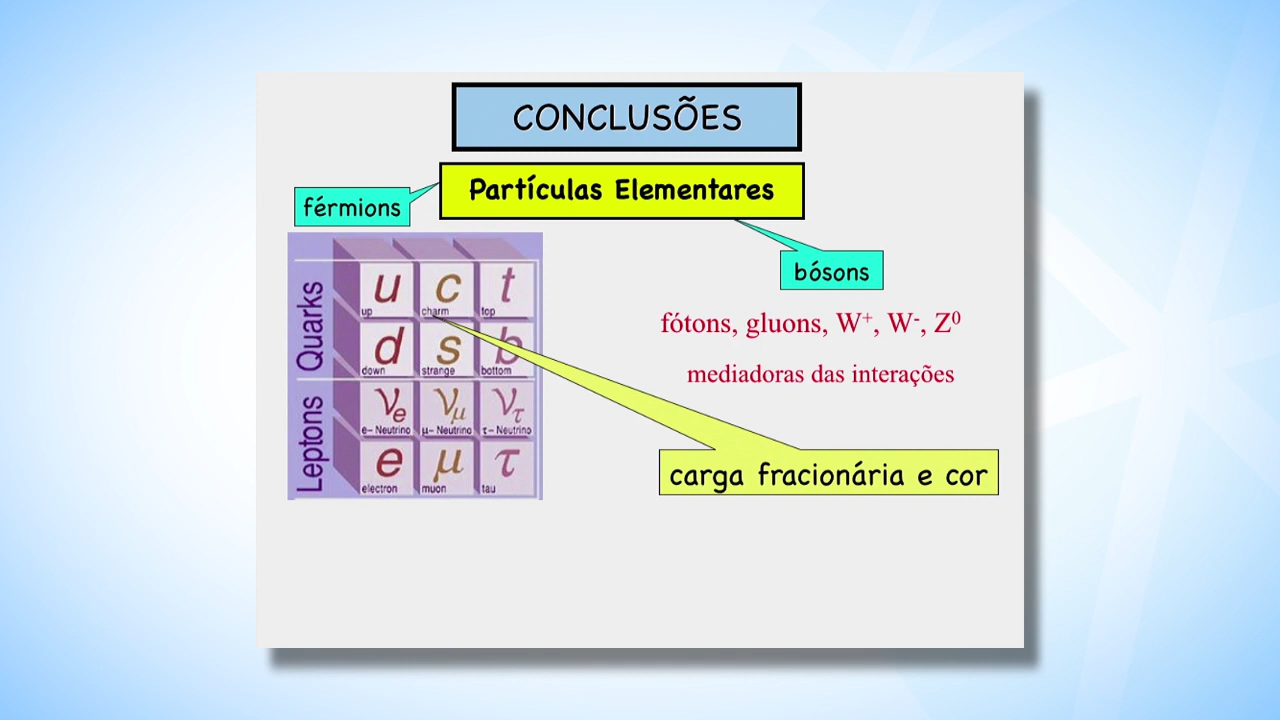 CONCLUSÕES
Partículas Elementares
férmions
bósons
Quarks
u c t
up charm top
d s b
down strange bottom
Leptons
νe νμ ντ
e- Neutrino μ- Neutrino τ- Neutrino
e μ τ
electron muon tau
fótons, gluons, W⁺, W⁻, Z⁰
mediadoras das interações
carga fracionária e cor